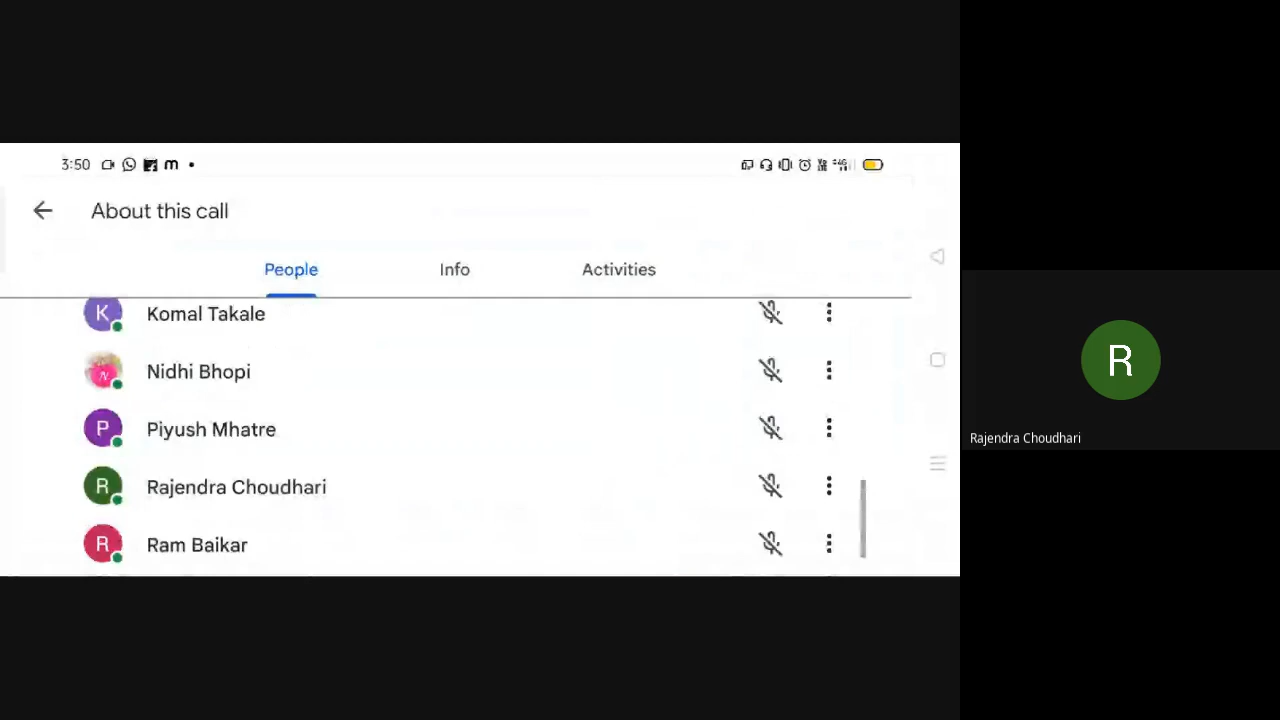 3:50
About this call
People Info Activities
K Komal Takale
N Nidhi Bhopi
P Piyush Mhatre
R Rajendra Choudhari
R Ram Baikar
R
Rajendra Choudhari